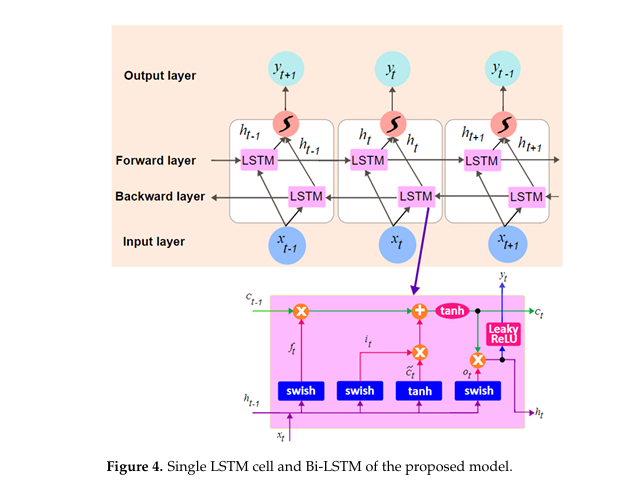 Output layer y_{t+1} y_t y_{t-1}
h_{t-1} h_{t-1} h_t h_t h_{t+1} h_{t+1}
Forward layer LSTM LSTM LSTM
Backward layer LSTM LSTM LSTM
Input layer x_{t-1} x_t x_{t+1}
y_t
c_{t-1} × + tanh c_t
Leaky
ReLU
f_t i_t × c̃_t o_t ×
swish swish tanh swish
h_{t-1} h_t
x_t
Figure 4. Single LSTM cell and Bi-LSTM of the proposed model.